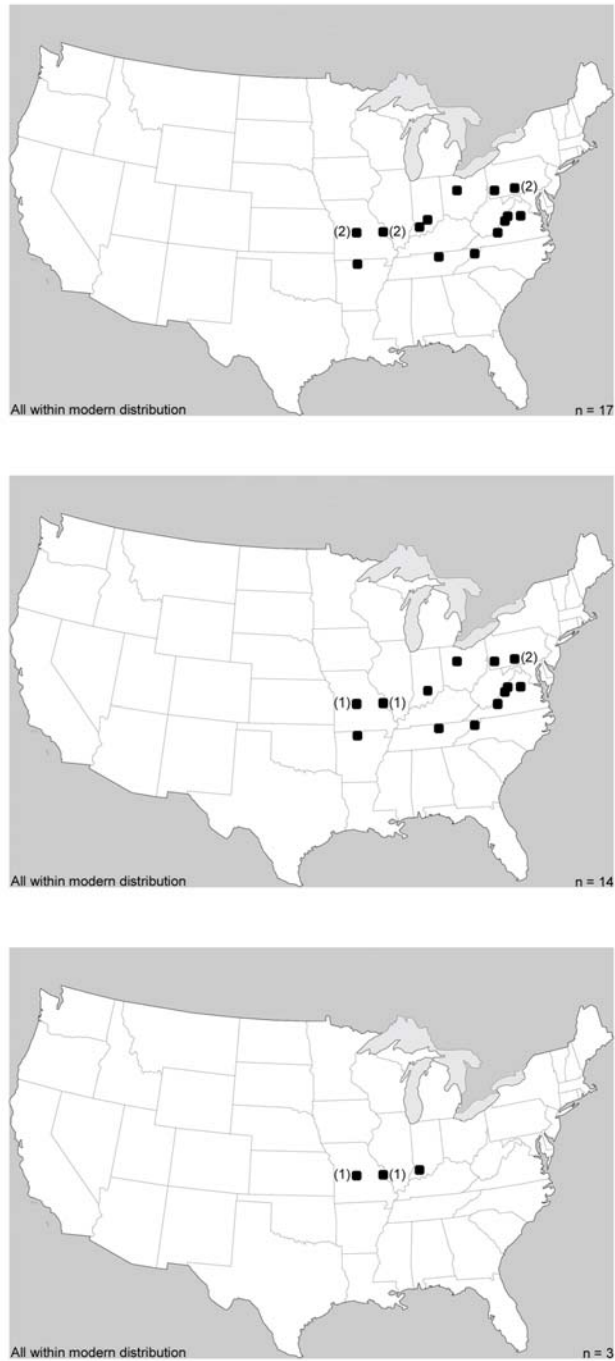 (2)
(2) (2)
All within modern distribution n = 17
(2)
(1) (1)
All within modern distribution n = 14
(1) (1)
All within modern distribution n = 3